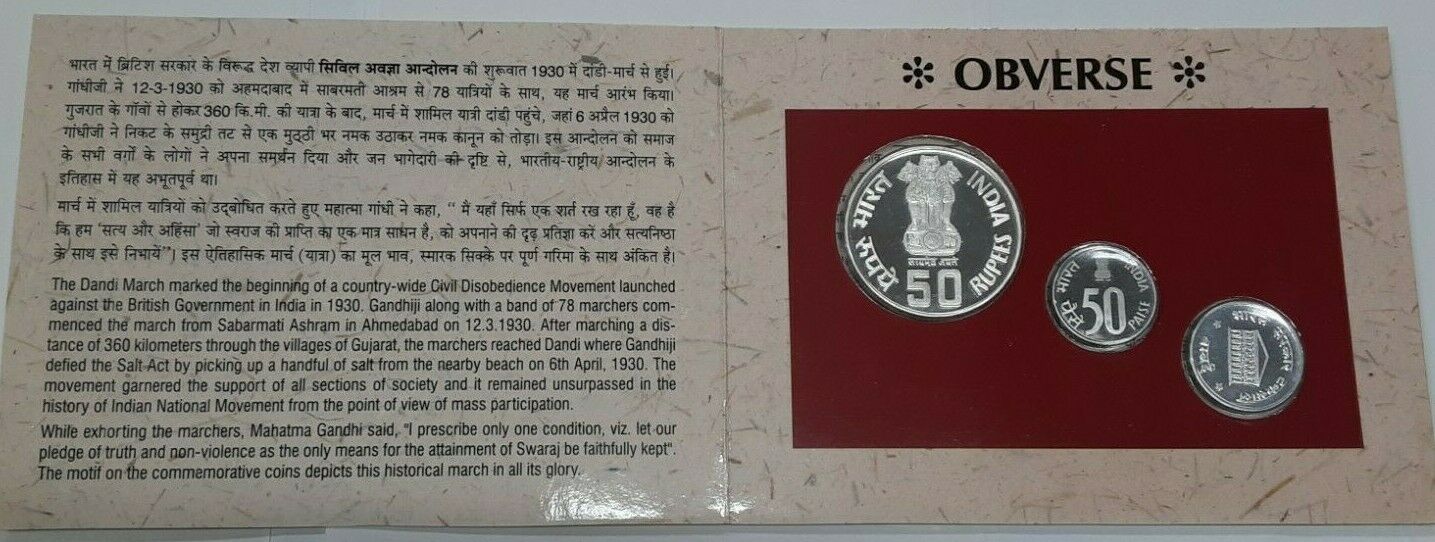 भारत में ब्रिटिश सरकार के विरूद्ध देश व्यापी सिविल अवज्ञा आन्दोलन की शुरूवात 1930 में दांडी-मार्च से हुई।
गांधीजी ने 12-3-1930 को अहमदाबाद में साबरमती आश्रम से 78 यात्रियों के साथ, यह मार्च आरंभ किया।
गुजरात के गाँवों से होकर 360 कि.मी. की यात्रा के बाद, मार्च में शामिल यात्री दांडी पहुंचे, जहां 6 अप्रैल 1930 को
गांधीजी ने निकट के समुद्री तट से एक मुठ्ठी भर नमक उठाकर नमक कानून को तोड़ा। इस आन्दोलन को समाज
के सभी वर्गों के लोगों ने अपना समर्थन दिया और जन भागेदारी की दृष्टि से, भारतीय-राष्ट्रीय आन्दोलन के
इतिहास में यह अभूतपूर्व था।
मार्च में शामिल यात्रियों को उद्बोधित करते हुए महात्मा गांधी ने कहा, “ मैं यहाँ सिर्फ एक शर्त रख रहा हूँ, वह है
कि हम ‘सत्य और अहिंसा’ जो स्वराज की प्राप्ति का एक मात्र साधन है, को अपनाने की दृढ़ प्रतिज्ञा करें और सत्यनिष्ठा
के साथ इसे निभायें”। इस ऐतिहासिक मार्च (यात्रा) का मूल भाव, स्मारक सिक्के पर पूर्ण गरिमा के साथ अंकित है।
The Dandi March marked the beginning of a country-wide Civil Disobedience Movement launched
against the British Government in India in 1930. Gandhiji along with a band of 78 marchers com-
menced the march from Sabarmati Ashram in Ahmedabad on 12.3.1930. After marching a dis-
tance of 360 kilometers through the villages of Gujarat, the marchers reached Dandi where Gandhiji
defied the Salt Act by picking up a handful of salt from the nearby beach on 6th April, 1930. The
movement garnered the support of all sections of society and it remained unsurpassed in the
history of Indian National Movement from the point of view of mass participation.
While exhorting the marchers, Mahatma Gandhi said, "I prescribe only one condition, viz. let our
pledge of truth and non-violence as the only means for the attainment of Swaraj be faithfully kept".
The motif on the commemorative coins depicts this historical march in all its glory.
OBVERSE
भारत INDIA
सत्यमेव जयते
रुपये 50 RUPEES
भारत INDIA
पैसे 50 PAISE
भारत सरकार टकसाल
मुंबई